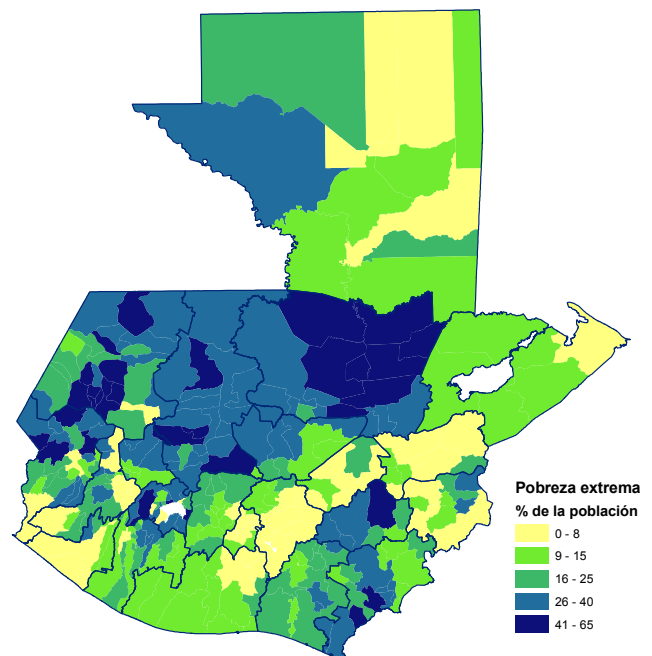 Pobreza extrema
% de la población
0 - 8
9 - 15
16 - 25
26 - 40
41 - 65